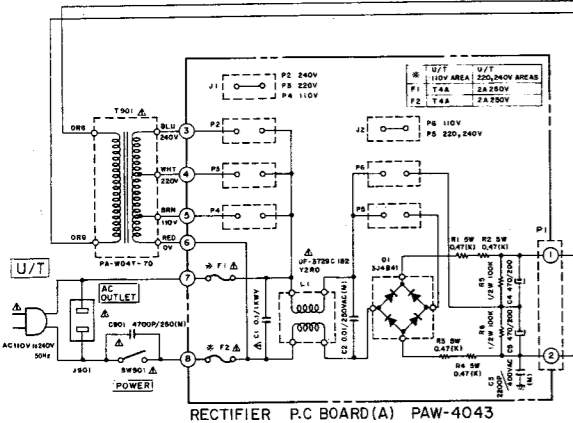 ※ U/T 110V AREA U/T 220,240V AREAS
F1 T4A 2A 250V
F2 T4A 2A 250V
J1
P2 240V
P3 220V
P4 110V
T901
ORG
BLU 240V
3
P2
J2
P6 110V
P5 220,240V
WHT 220V
4
P3
P6
BRN 110V
5
P4
P5
RED 0V
6
ORG
PA-W04T-70
U/T
7
※ F1
UF-3729C182
Y2R0
L1
D1
3J4B41
R1 5W 0.47(K)
R2 5W 0.47(K)
P1
1
AC OUTLET
C1 0.1/1KWV
C2 0.01/250VAC(M)
R5 1/2W 100K
C4 470/200
R6 1/2W 100K
C5 470/200
AC110V to240V
50Hz
C901 4700P/250(M)
8
※ F2
R3 5W 0.47(K)
R4 5W 0.47(K)
C3 2200P/400VAC (M)
2
J901
SW901
POWER
RECTIFIER P.C BOARD(A) PAW-4043